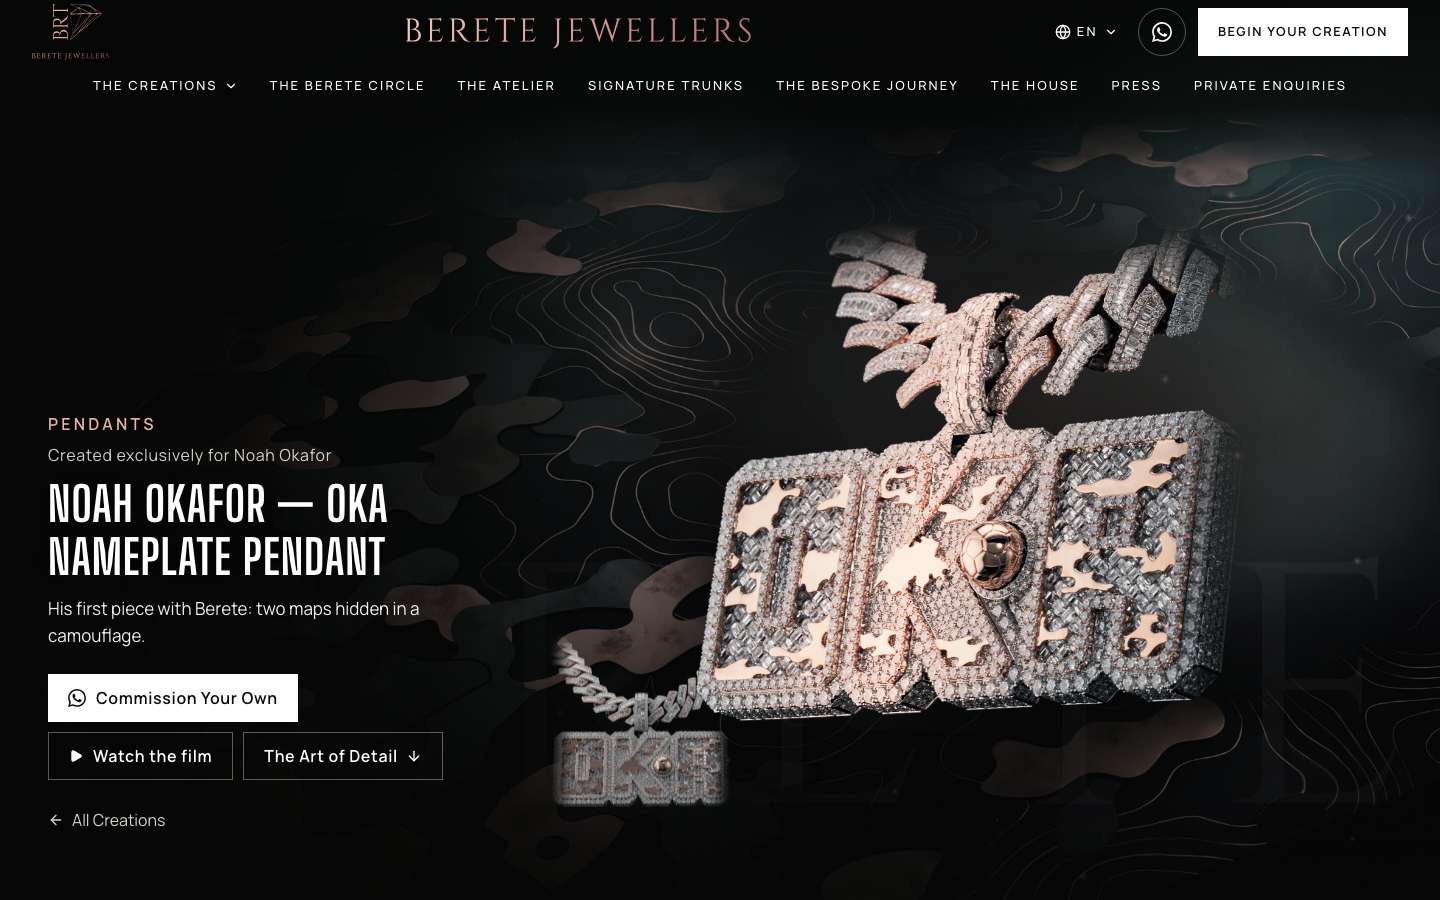 BRT
BERETE JEWELLERS
BERETE JEWELLERS
EN
BEGIN YOUR CREATION
THE CREATIONS
THE BERETE CIRCLE
THE ATELIER
SIGNATURE TRUNKS
THE BESPOKE JOURNEY
THE HOUSE
PRESS
PRIVATE ENQUIRIES
PENDANTS
Created exclusively for Noah Okafor
NOAH OKAFOR — OKA
NAMEPLATE PENDANT
His first piece with Berete: two maps hidden in a
camouflage.
Commission Your Own
Watch the film
The Art of Detail
All Creations
OKA
OKA